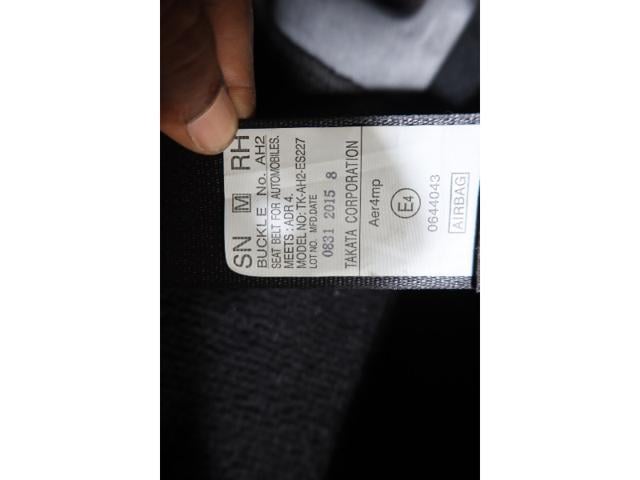 SN M RH
BUCKLE No. AH2
SEAT BELT FOR AUTOMOBILES.
MEETS: ADR 4.
MODEL NO: TK-AH2-ES227
LOT NO. MFD.DATE
0831 2015 8
TAKATA CORPORATION
Aer4mp
E4
0644043
AIRBAG